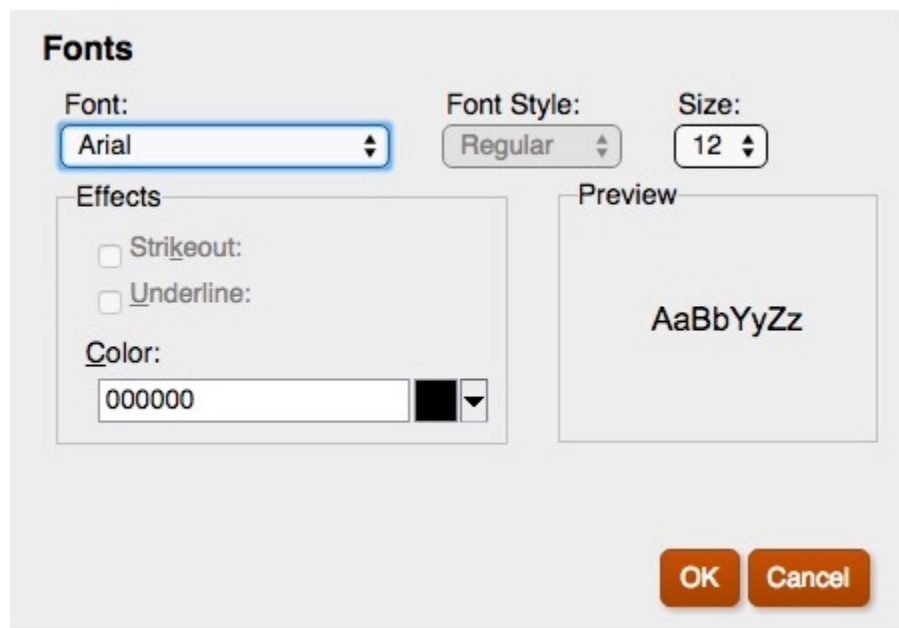 Fonts
Font: Font Style: Size:
Arial Regular 12
Effects Preview
Strikeout:
Underline:
AaBbYyZz
Color:
000000
OK Cancel